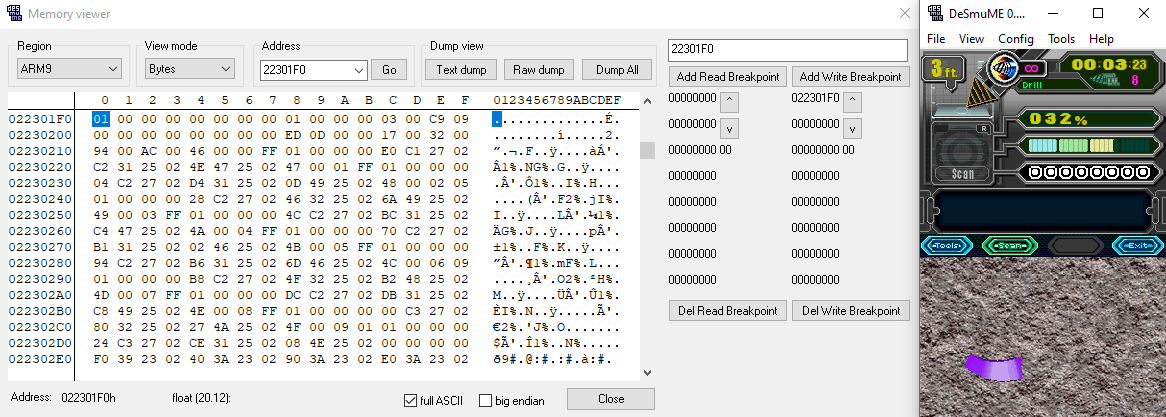 Memory viewer
Region
ARM9
View mode
Bytes
Address
22301F0
Go
Dump view
Text dump
Raw dump
Dump All
0 1 2 3 4 5 6 7 8 9 A B C D E F 0123456789ABCDEF
022301F0 01 00 00 00 00 00 00 00 01 00 00 00 03 00 C9 09 ..............É.
02230200 00 00 00 00 00 00 00 00 ED 0D 00 00 17 00 32 00 ........í.....2.
02230210 94 00 AC 00 46 00 00 FF 01 00 00 00 E0 C1 27 02 ”.¬.F..ÿ....àÁ'.
02230220 C2 31 25 02 4E 47 25 02 47 00 01 FF 01 00 00 00 Â1%.NG%.G..ÿ....
02230230 04 C2 27 02 D4 31 25 02 0D 49 25 02 48 00 02 05 .Â'.Ô1%..I%.H...
02230240 01 00 00 00 28 C2 27 02 46 32 25 02 6A 49 25 02 ....(Â'.F2%.jI%.
02230250 49 00 03 FF 01 00 00 00 4C C2 27 02 BC 31 25 02 I..ÿ....LÂ'.¼1%.
02230260 C4 47 25 02 4A 00 04 FF 01 00 00 00 70 C2 27 02 ÄG%.J..ÿ....pÂ'.
02230270 B1 31 25 02 02 46 25 02 4B 00 05 FF 01 00 00 00 ±1%..F%.K..ÿ....
02230280 94 C2 27 02 B6 31 25 02 6D 46 25 02 4C 00 06 09 ”Â'.¶1%.mF%.L...
02230290 01 00 00 00 B8 C2 27 02 4F 32 25 02 B2 48 25 02 ....¸Â'.O2%.²H%.
022302A0 4D 00 07 FF 01 00 00 00 DC C2 27 02 DB 31 25 02 M..ÿ....ÜÂ'.Û1%.
022302B0 C8 49 25 02 4E 00 08 FF 01 00 00 00 00 C3 27 02 ÈI%.N..ÿ.....Ã'.
022302C0 80 32 25 02 27 4A 25 02 4F 00 09 01 01 00 00 00 €2%.'J%.O.......
022302D0 24 C3 27 02 CE 31 25 02 08 4E 25 02 00 00 00 00 $Ã'.Î1%..N%.....
022302E0 F0 39 23 02 40 3A 23 02 90 3A 23 02 E0 3A 23 02 ð9#.@:#.:#.à:#.
Address: 022301F0h float (20.12):
full ASCII
big endian
Close
22301F0
Add Read Breakpoint
Add Write Breakpoint
00000000 022301F0
00000000 00000000
00000000 00 00000000 00
00000000 00000000
00000000 00000000
00000000 00000000
00000000 00000000
00000000 00000000
Del Read Breakpoint
Del Write Breakpoint
DeSmuME 0....
File View Config Tools Help
3 ft.
00:03:23
8
Drill
R
032%
Scan
Tools
Scan
Exit